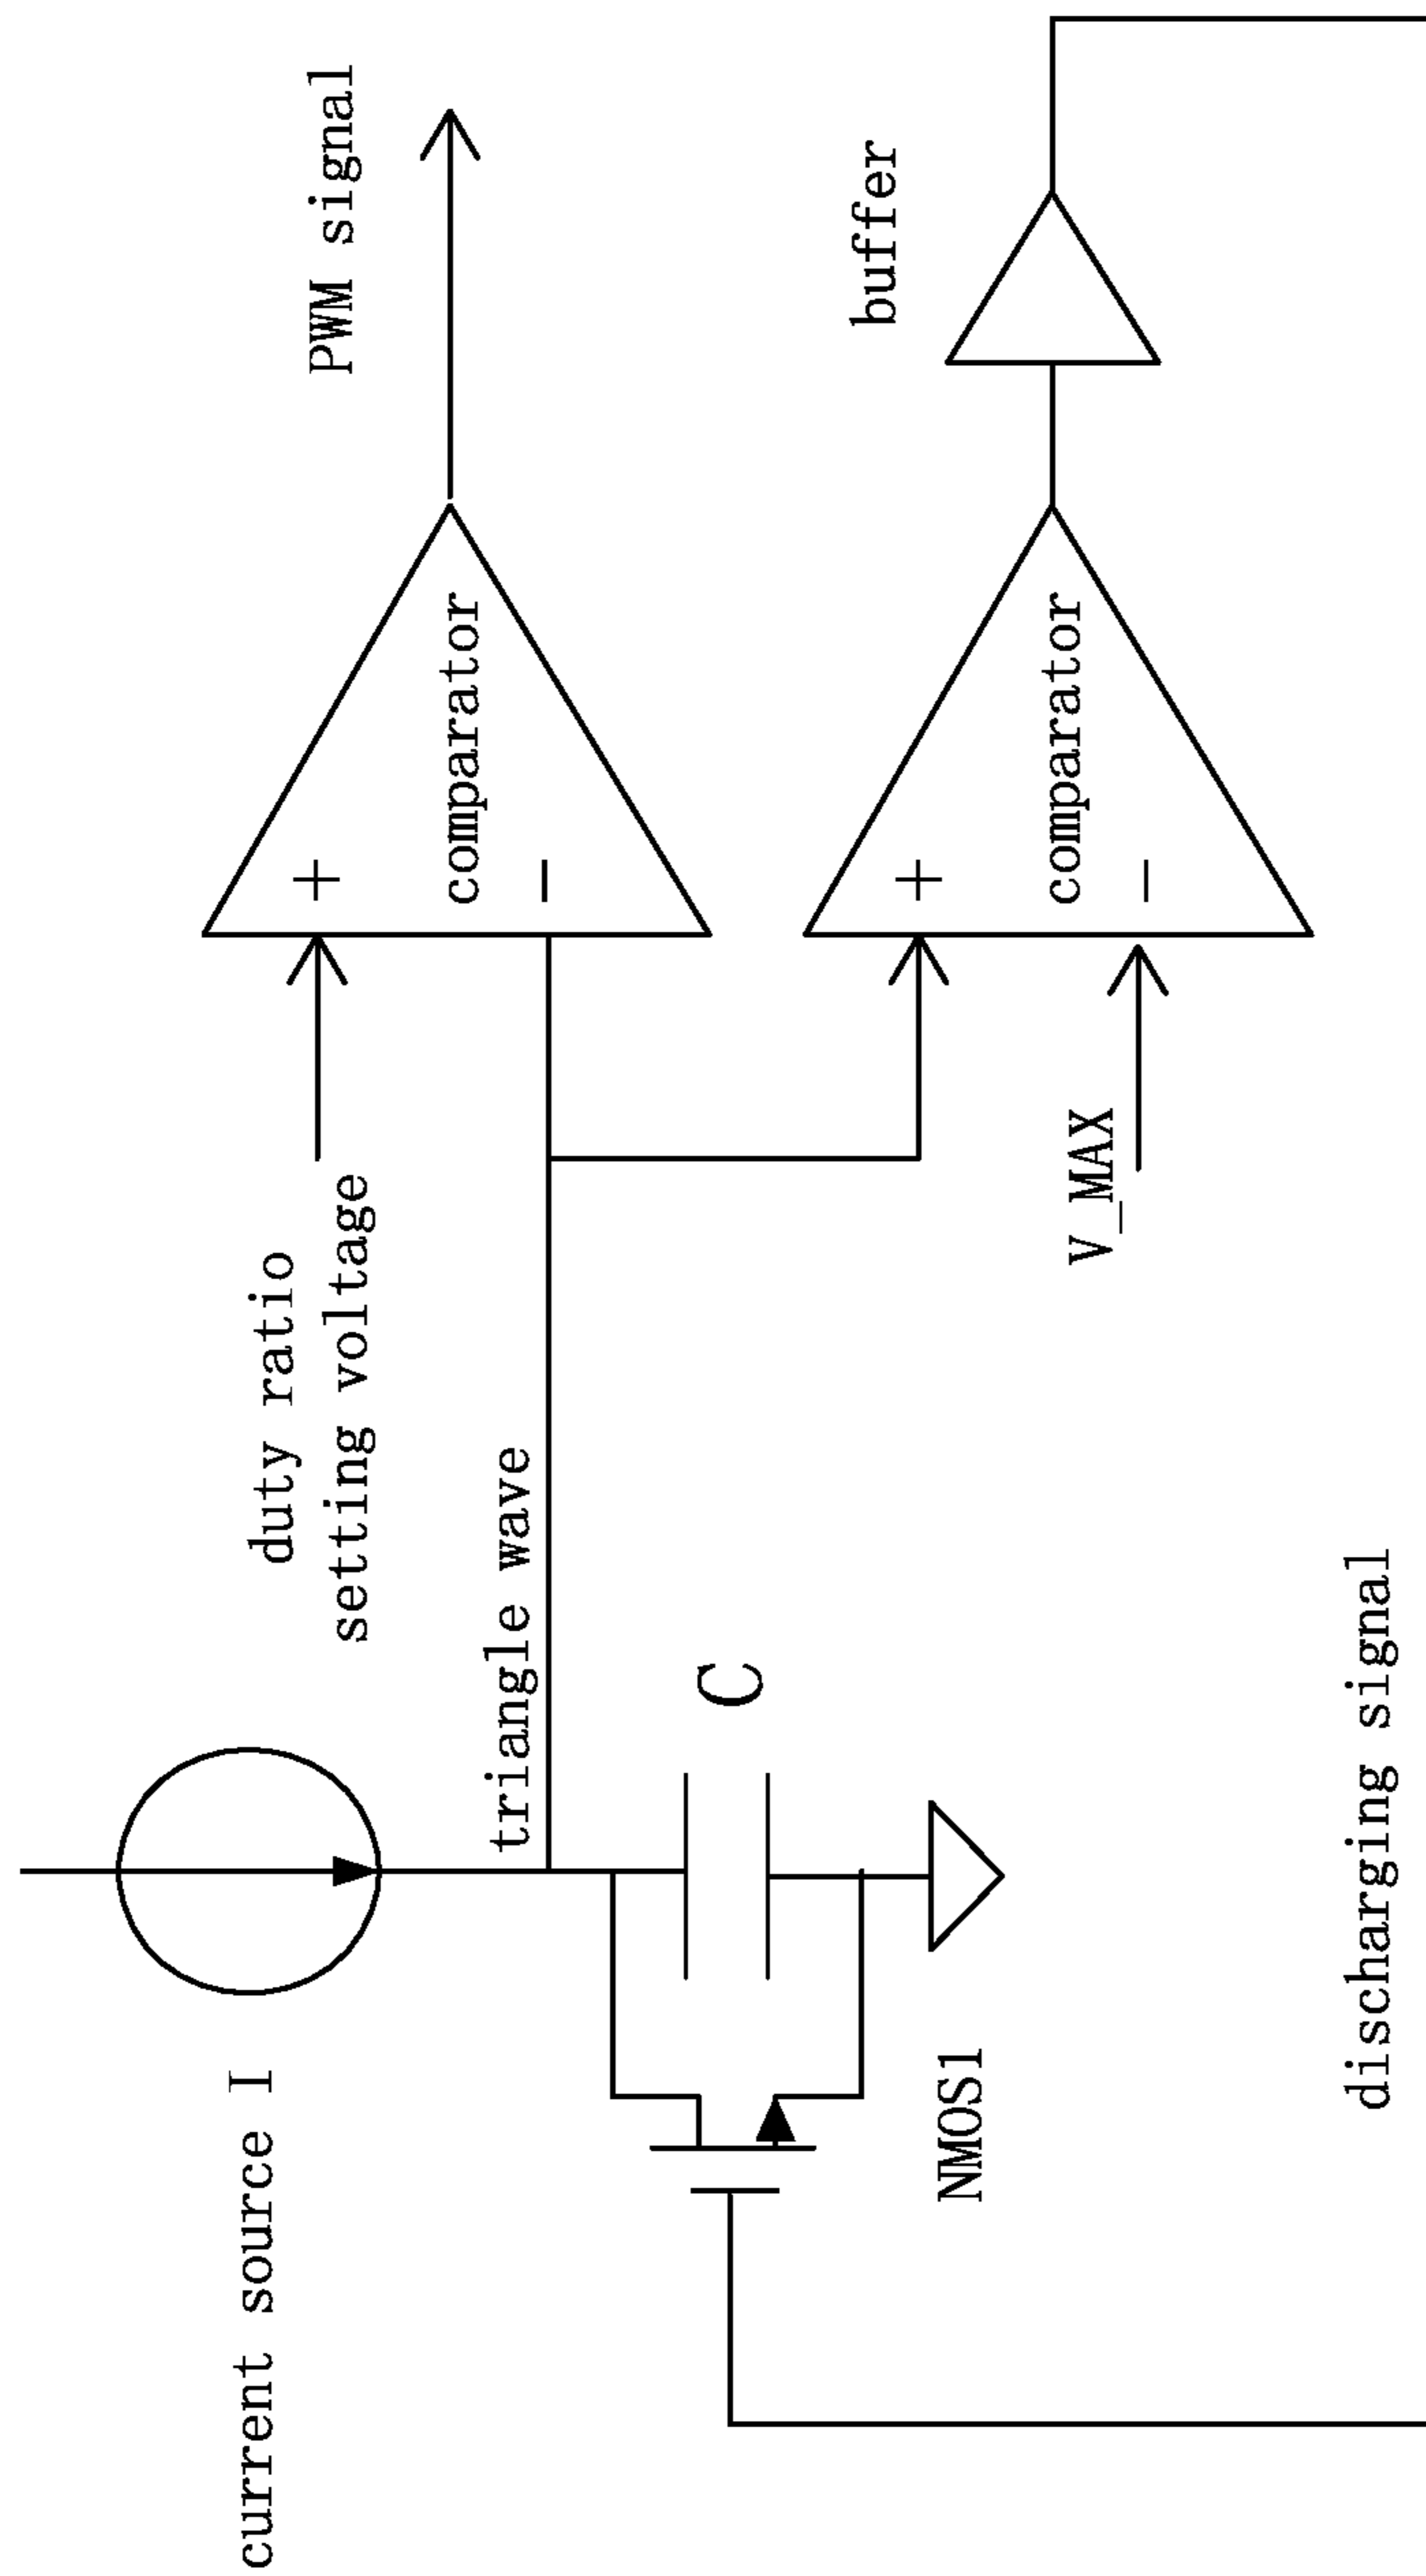 current source I
duty ratio
setting voltage
PWM signal
+
comparator
−
triangle wave
C
NMOS1
buffer
+
comparator
−
V_MAX
discharging signal